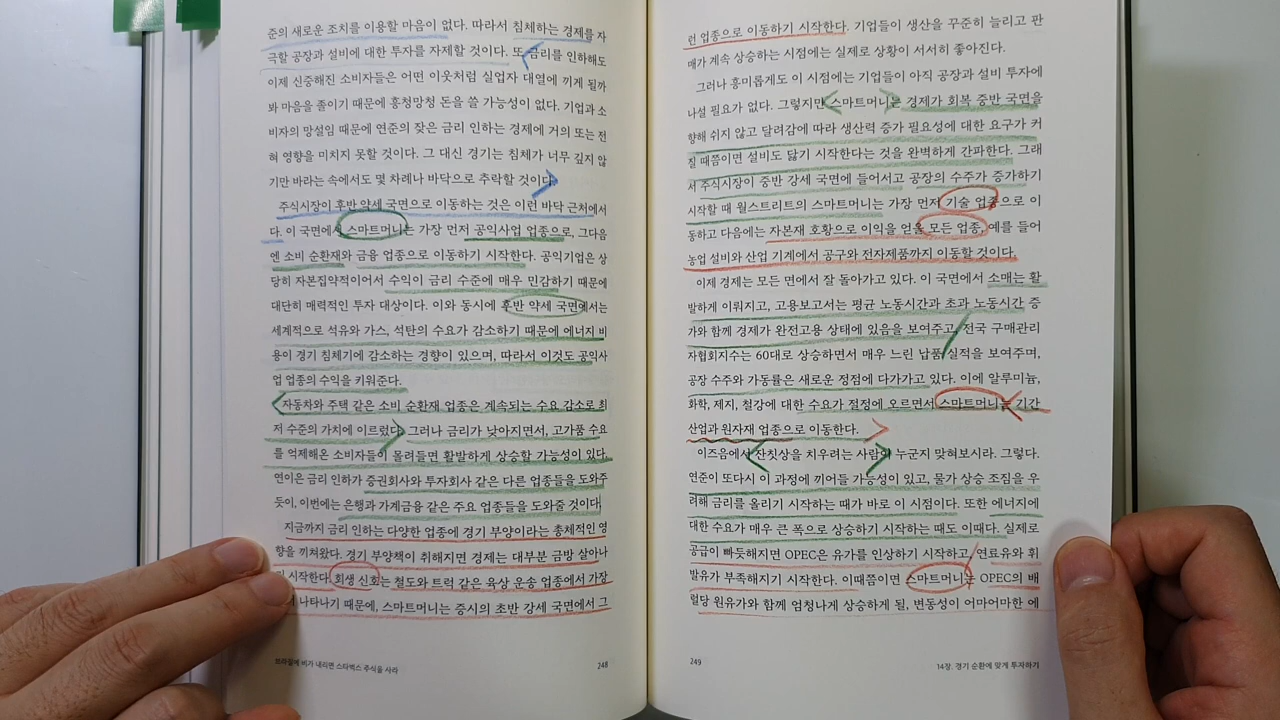 준의 새로운 조치를 이용할 마음이 없다. 따라서 침체하는 경제를 자
극할 공장과 설비에 대한 투자를 자제할 것이다. 또 금리를 인하해도
이제 신중해진 소비자들은 어떤 이웃처럼 실업자 대열에 끼게 될까
봐 마음을 졸이기 때문에 흥청망청 돈을 쓸 가능성이 없다. 기업과 소
비자의 망설임 때문에 연준의 잦은 금리 인하는 경제에 거의 또는 전
혀 영향을 미치지 못할 것이다. 그 대신 경기는 침체가 너무 깊지 않
기만 바라는 속에서도 몇 차례나 바닥으로 추락할 것이다.
주식시장이 후반 약세 국면으로 이동하는 것은 이런 바닥 근처에서
다. 이 국면에서 스마트머니는 가장 먼저 공익사업 업종으로, 그다음
엔 소비 순환재와 금융 업종으로 이동하기 시작한다. 공익기업은 상
당히 자본집약적이어서 수익이 금리 수준에 매우 민감하기 때문에
대단히 매력적인 투자 대상이다. 이와 동시에 후반 약세 국면에서는
세계적으로 석유와 가스, 석탄의 수요가 감소하기 때문에 에너지 비
용이 경기 침체기에 감소하는 경향이 있으며, 따라서 이것도 공익사
업 업종의 수익을 키워준다.
자동차와 주택 같은 소비 순환재 업종은 계속되는 수요 감소로 최
저 수준의 가치에 이르렀다. 그러나 금리가 낮아지면서, 고가품 수요
를 억제해온 소비자들이 몰려들면 활발하게 상승할 가능성이 있다.
연이은 금리 인하가 증권회사와 투자회사 같은 다른 업종들을 도와주
듯이, 이번에는 은행과 가계금융 같은 주요 업종들을 도와줄 것이다.
지금까지 금리 인하는 다양한 업종에 경기 부양이라는 총체적인 영
향을 끼쳐왔다. 경기 부양책이 취해지면 경제는 대부분 금방 살아나
기 시작한다. 회생 신호는 철도와 트럭 같은 육상 운송 업종에서 가장
나타나기 때문에, 스마트머니는 증시의 초반 강세 국면에서 그
브라질에 비가 내리면 스타벅스 주식을 사라
248
런 업종으로 이동하기 시작한다. 기업들이 생산을 꾸준히 늘리고 판
매가 계속 상승하는 시점에는 실제로 상황이 서서히 좋아진다.
그러나 흥미롭게도 이 시점에는 기업들이 아직 공장과 설비 투자에
나설 필요가 없다. 그렇지만 스마트머니는 경제가 회복 중반 국면을
향해 쉬지 않고 달려감에 따라 생산력 증가 필요성에 대한 요구가 커
질 때쯤이면 설비도 닳기 시작한다는 것을 완벽하게 간파한다. 그래
서 주식시장이 중반 강세 국면에 들어서고 공장의 수주가 증가하기
시작할 때 월스트리트의 스마트머니는 가장 먼저 기술 업종으로 이
동하고 다음에는 자본재 호황으로 이익을 얻을 모든 업종, 예를 들어
농업 설비와 산업 기계에서 공구와 전자제품까지 이동할 것이다.
이제 경제는 모든 면에서 잘 돌아가고 있다. 이 국면에서 소매는 활
발하게 이뤄지고, 고용보고서는 평균 노동시간과 초과 노동시간 증
가와 함께 경제가 완전고용 상태에 있음을 보여주고, 전국 구매관리
자협회지수는 60대로 상승하면서 매우 느린 납품 실적을 보여주며,
공장 수주와 가동률은 새로운 정점에 다가가고 있다. 이에 알루미늄,
화학, 제지, 철강에 대한 수요가 절정에 오르면서 스마트머니는 기간
산업과 원자재 업종으로 이동한다.
이즈음에서 잔칫상을 치우려는 사람이 누군지 맞혀보시라. 그렇다.
연준이 또다시 이 과정에 끼어들 가능성이 있고, 물가 상승 조짐을 우
려해 금리를 올리기 시작하는 때가 바로 이 시점이다. 또한 에너지에
대한 수요가 매우 큰 폭으로 상승하기 시작하는 때도 이때다. 실제로
공급이 빠듯해지면 OPEC은 유가를 인상하기 시작하고, 연료유와 휘
발유가 부족해지기 시작한다. 이때쯤이면 스마트머니는 OPEC의 배
럴당 원유가와 함께 엄청나게 상승하게 될, 변동성이 어마어마한 에
249
14장. 경기 순환에 맞게 투자하기